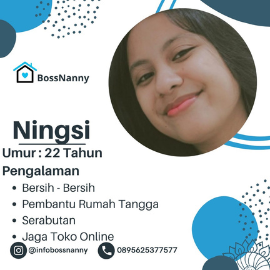 BossNanny
Ningsi
Umur : 22 Tahun
Pengalaman
• Bersih - Bersih
• Pembantu Rumah Tangga
• Serabutan
• Jaga Toko Online
@infobossnanny 0895625377577